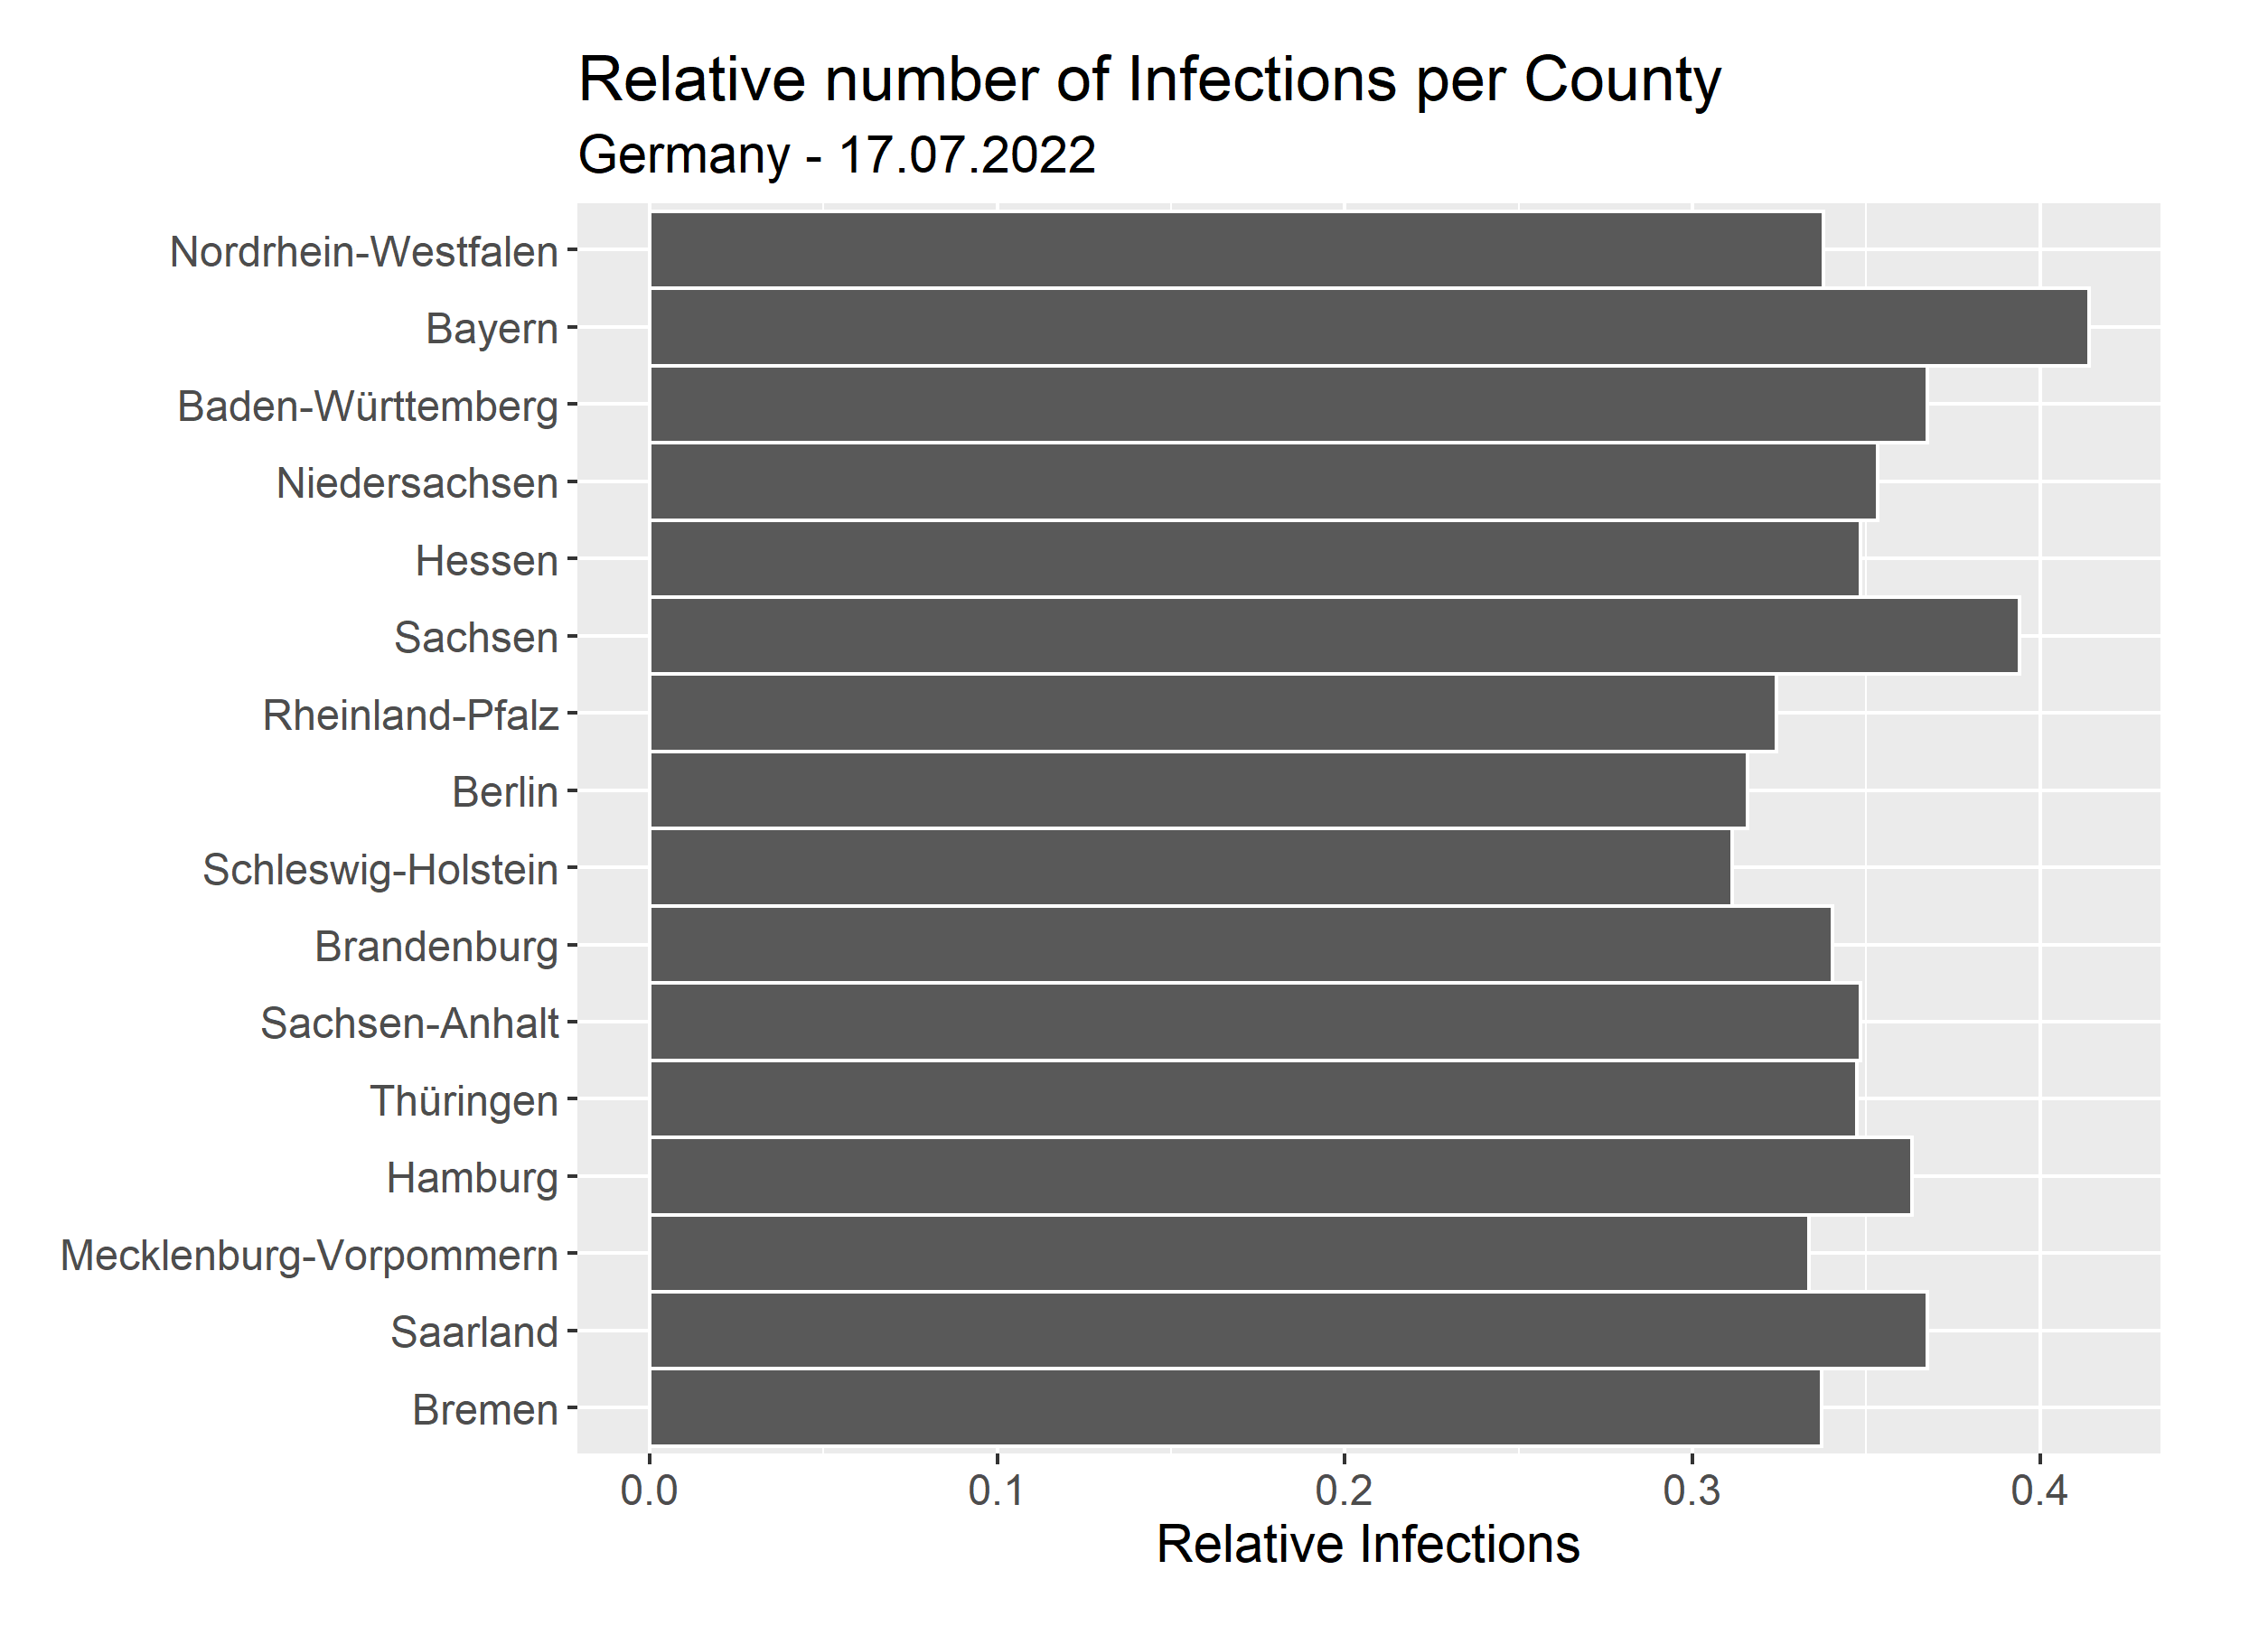 Relative number of Infections per County
Germany - 17.07.2022
Nordrhein-Westfalen
Bayern
Baden-Württemberg
Niedersachsen
Hessen
Sachsen
Rheinland-Pfalz
Berlin
Schleswig-Holstein
Brandenburg
Sachsen-Anhalt
Thüringen
Hamburg
Mecklenburg-Vorpommern
Saarland
Bremen
0.0 0.1 0.2 0.3 0.4
Relative Infections